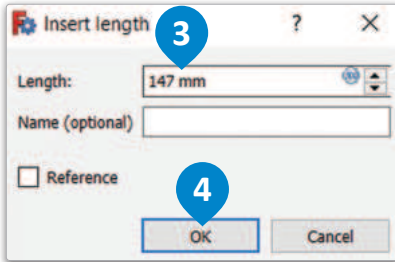 Insert length ?
3
Length: 147 mm
Name (optional)
Reference
4
OK Cancel